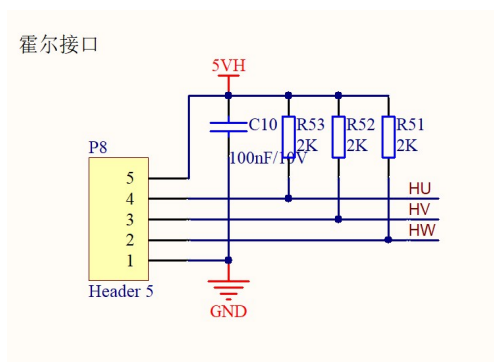 霍尔接口
5VH
C10
R53
R52
R51
100nF/10V
2K
2K
2K
P8
5
4
3
2
1
HU
HV
HW
Header 5
GND